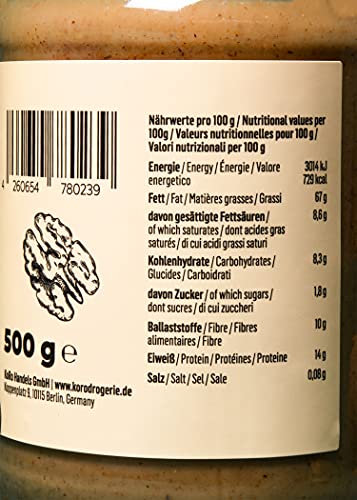 4 260654 780239
500 g e
KoRo Handels GmbH | www.korodrogerie.de
Koppenplatz 9, 10115 Berlin, Germany
Nährwerte pro 100 g / Nutritional values per
100g / Valeurs nutritionnelles pour 100 g /
Valori nutrizionali per 100 g
Energie / Energy / Énergie / Valore 3014 kJ
energetico 729 kcal
Fett / Fat / Matières grasses / Grassi 67 g
davon gesättigte Fettsäuren / 8,6 g
of which saturates / dont acides gras
saturés / di cui acidi grassi saturi
Kohlenhydrate / Carbohydrates / 8,3 g
Glucides / Carboidrati
davon Zucker / of which sugars / 1,8 g
dont sucres / di cui zuccheri
Ballaststoffe / Fibre / Fibres 10 g
alimentaires / Fibre
Eiweiß / Protein / Protéines / Proteine 14 g
Salz / Salt / Sel / Sale 0,08 g